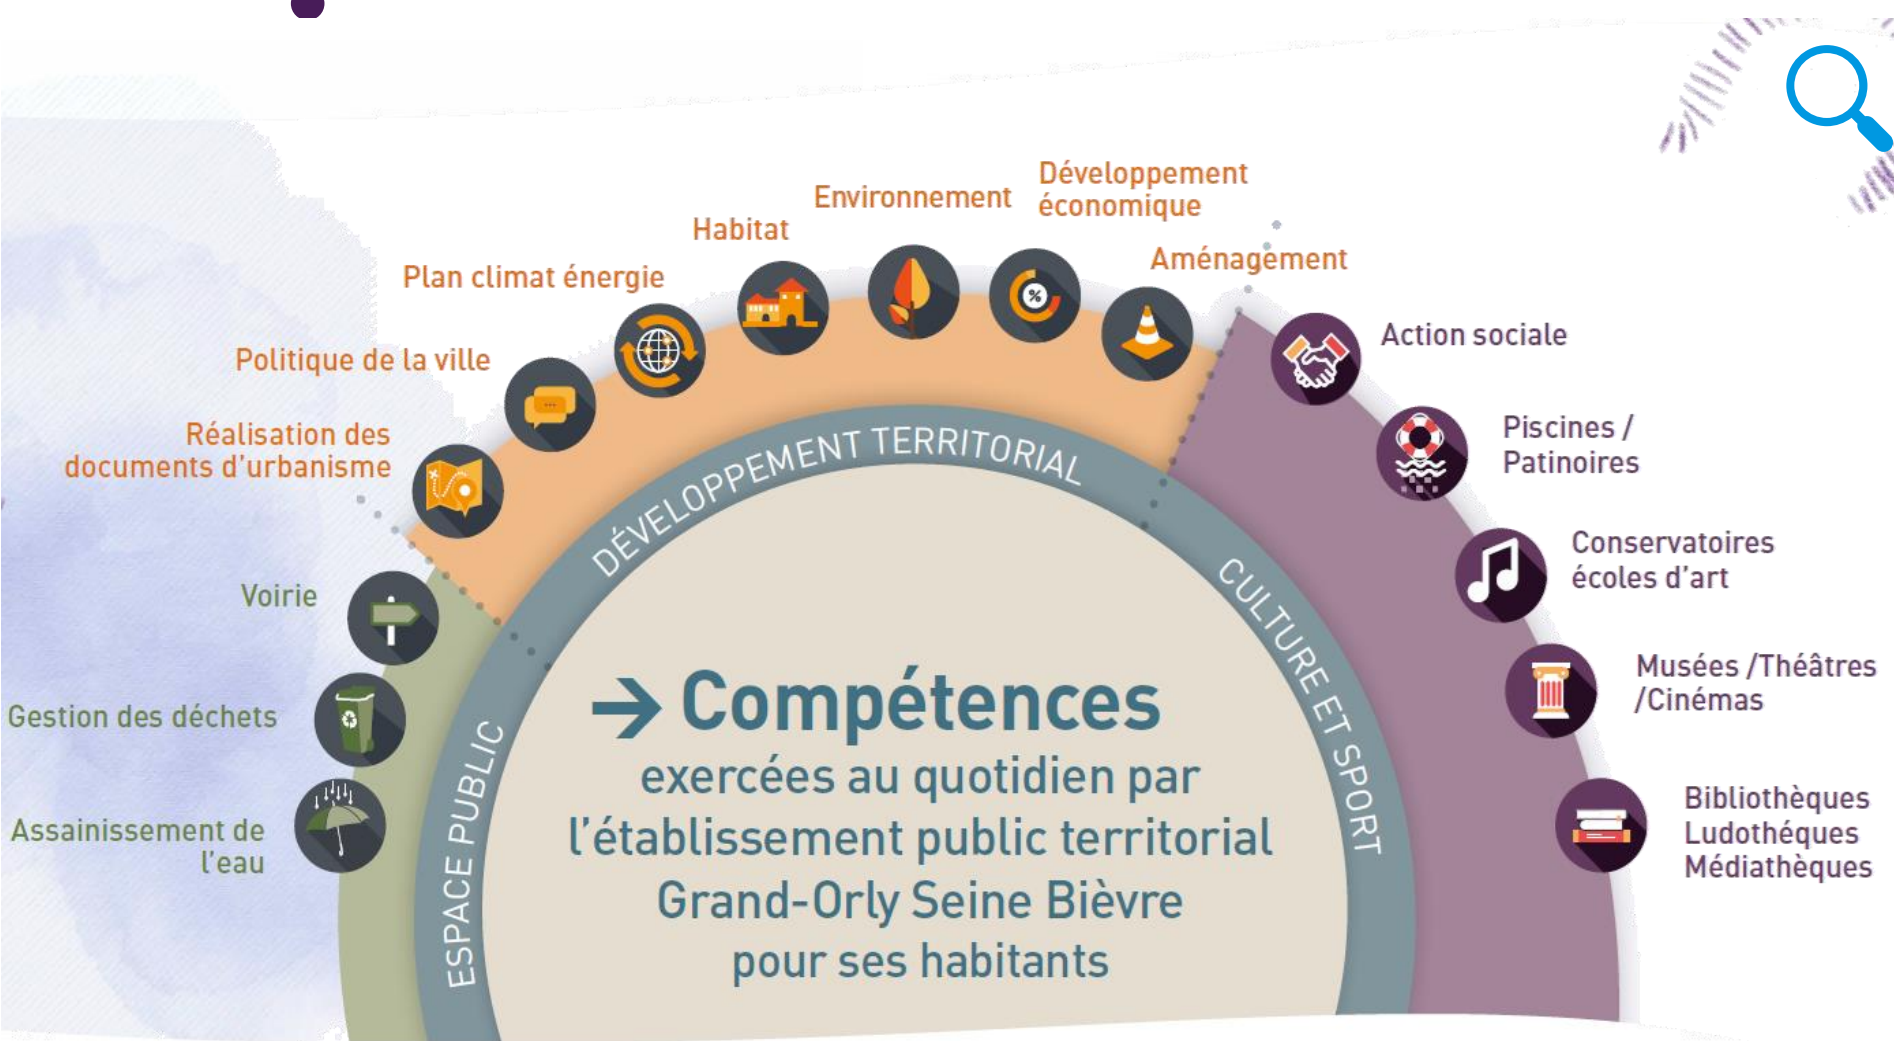 Développement
économique
Environnement
Habitat
Aménagement
Plan climat énergie
Action sociale
Politique de la ville
Piscines /
Patinoires
Réalisation des
documents d'urbanisme
DÉVELOPPEMENT TERRITORIAL
Conservatoires
écoles d'art
Voirie
CULTURE ET SPORT
Musées /Théâtres
/Cinémas
Gestion des déchets
ESPACE PUBLIC
Bibliothèques
Ludothéques
Médiathèques
Assainissement de
l'eau
→ Compétences
exercées au quotidien par
l'établissement public territorial
Grand-Orly Seine Bièvre
pour ses habitants
%